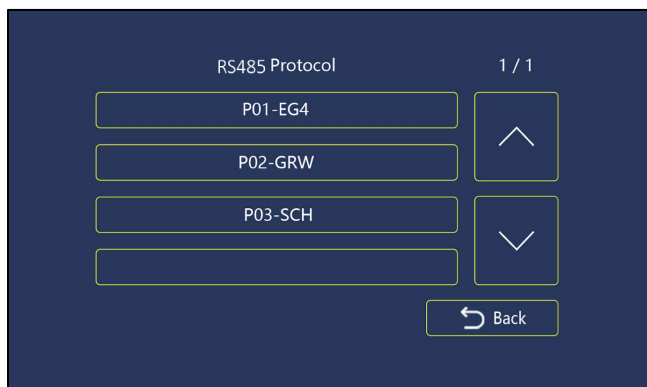 RS485 Protocol 1 / 1
P01-EG4
P02-GRW
P03-SCH
Back